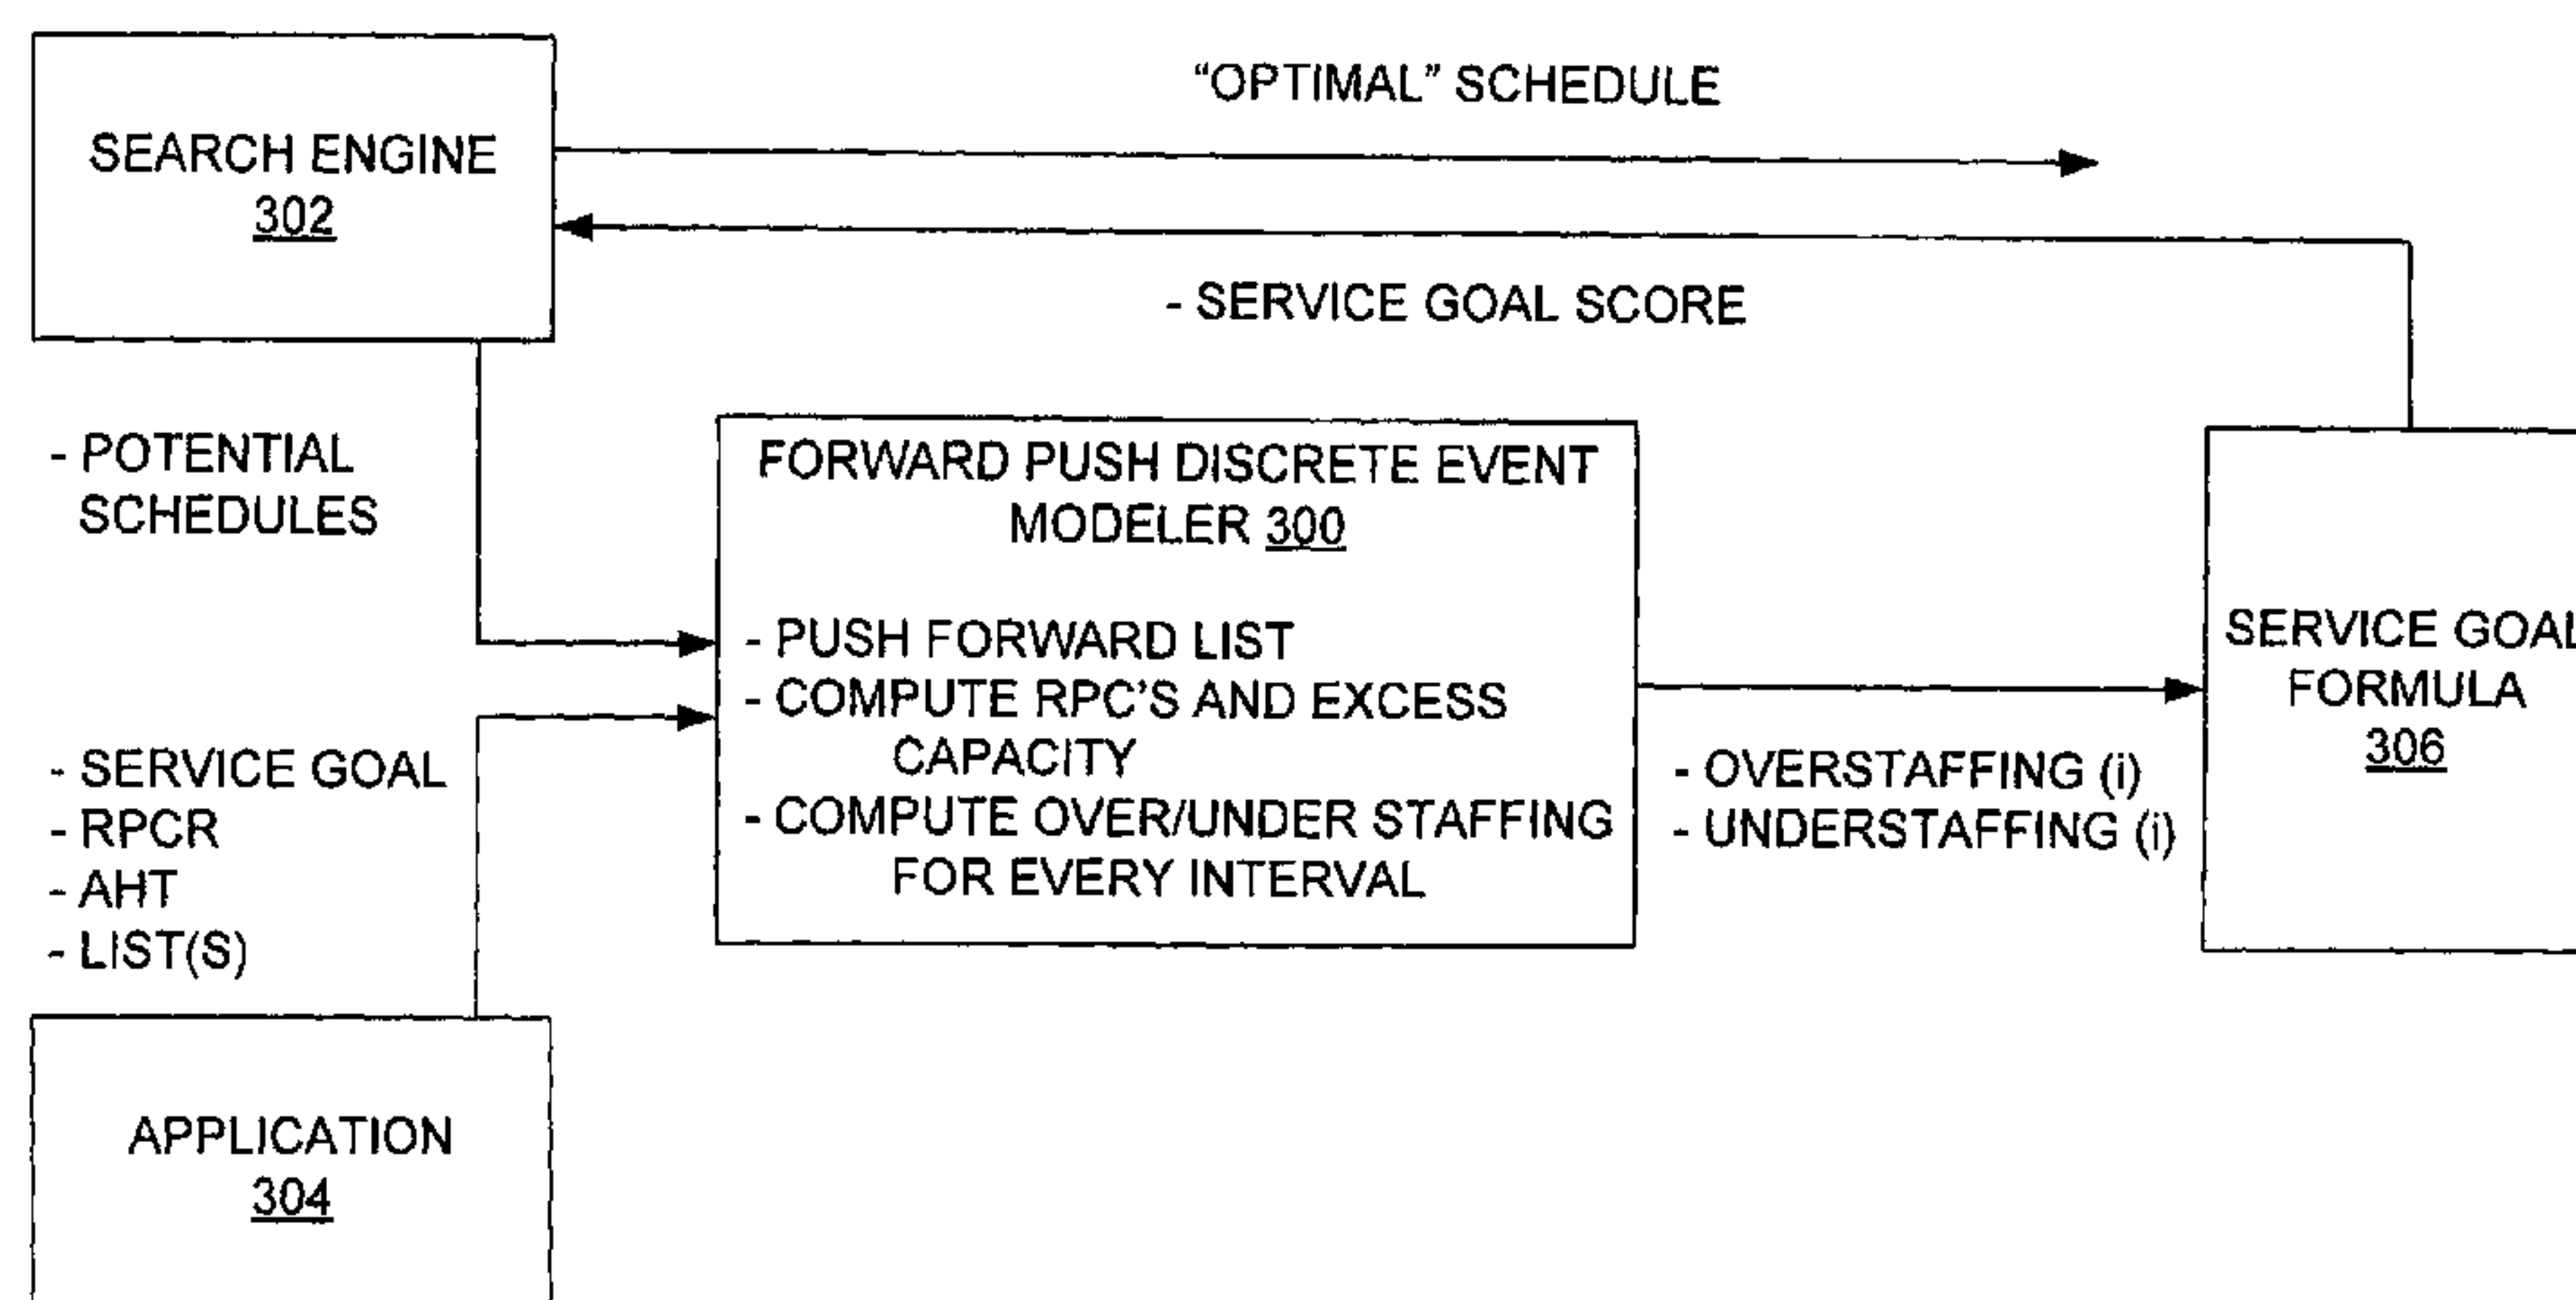 "OPTIMAL" SCHEDULE
SEARCH ENGINE
302
- SERVICE GOAL SCORE
- POTENTIAL
SCHEDULES
FORWARD PUSH DISCRETE EVENT
MODELER 300
- PUSH FORWARD LIST
- COMPUTE RPC'S AND EXCESS
CAPACITY
- COMPUTE OVER/UNDER STAFFING
FOR EVERY INTERVAL
SERVICE GOAL
FORMULA
306
- OVERSTAFFING (i)
- UNDERSTAFFING (i)
- SERVICE GOAL
- RPCR
- AHT
- LIST(S)
APPLICATION
304